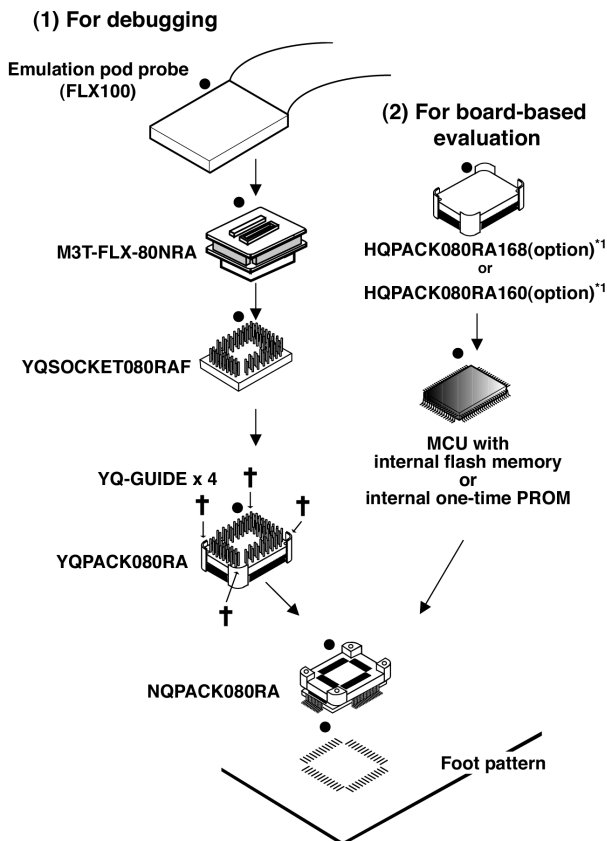 (1) For debugging
Emulation pod probe
(FLX100)
M3T-FLX-80NRA
YQSOCKET080RAF
YQ-GUIDE x 4
YQPACK080RA
NQPACK080RA
(2) For board-based
evaluation
HQPACK080RA168(option)*1
or
HQPACK080RA160(option)*1
MCU with
internal flash memory
or
internal one-time PROM
Foot pattern